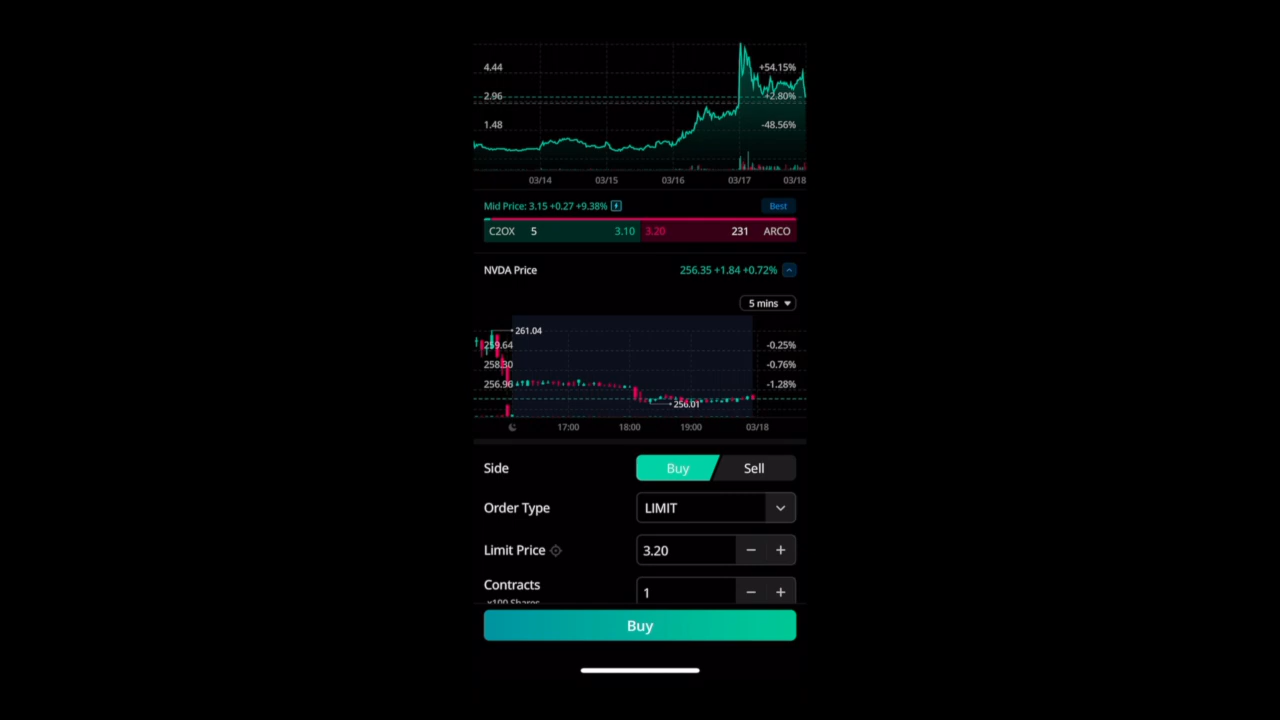 4.44 +54.15%
2.96 +2.80%
1.48 -48.56%
03/14 03/15 03/16 03/17 03/18
Mid Price: 3.15 +0.27 +9.38% Best
C2OX 5 3.10 3.20 231 ARCO
NVDA Price 256.35 +1.84 +0.72%
5 mins
261.04
259.64 -0.25%
258.30 -0.76%
256.96 -1.28%
256.01
17:00 18:00 19:00 03/18
Side Buy Sell
Order Type LIMIT
Limit Price 3.20
Contracts 1
x100 Shares
Buy